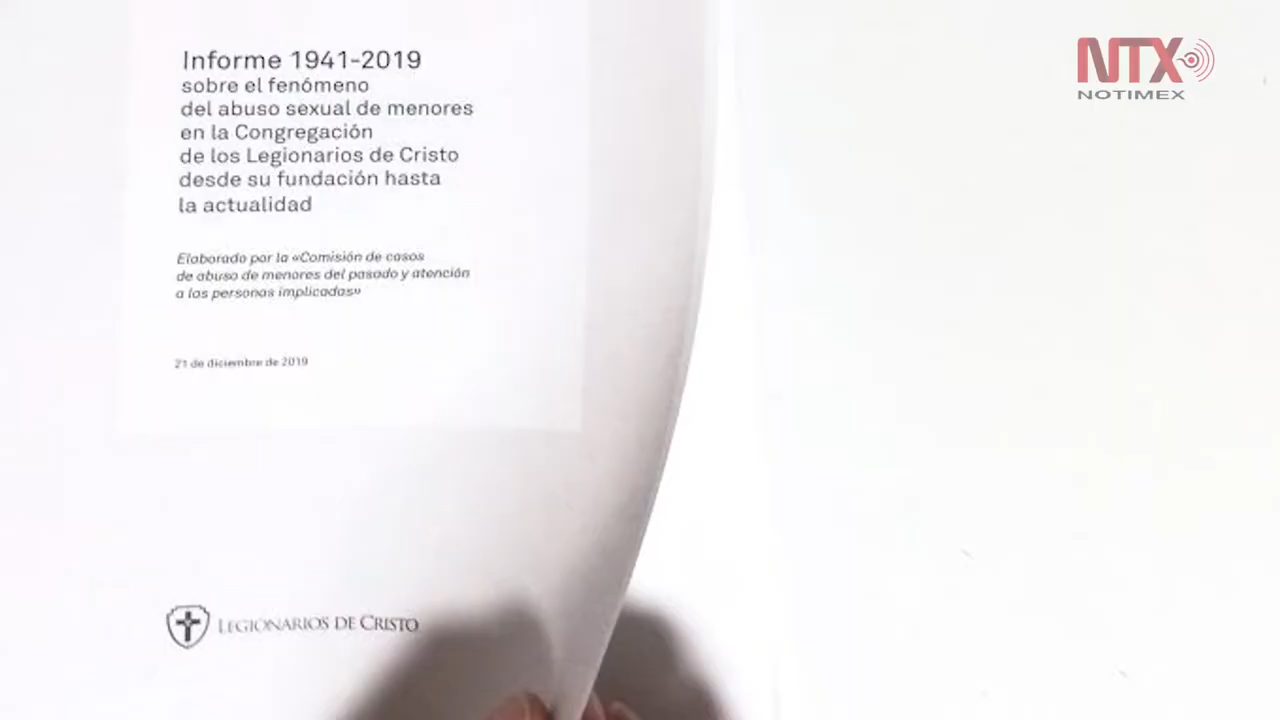 Informe 1941-2019
sobre el fenómeno
del abuso sexual de menores
en la Congregación
de los Legionarios de Cristo
desde su fundación hasta
la actualidad
Elaborado por la «Comisión de casos
de abuso de menores del pasado y atención
a las personas implicadas»
21 de diciembre de 2019
LEGIONARIOS DE CRISTO
NTX
NOTIMEX